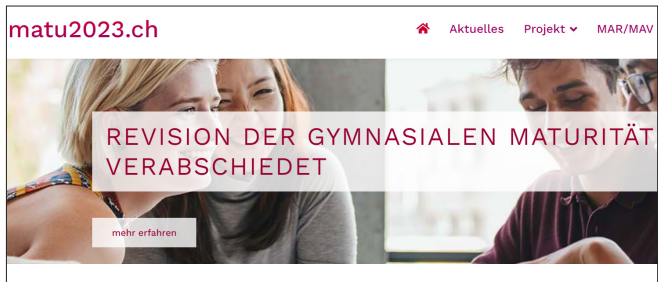 matu2023.ch
Aktuelles Projekt MAR/MAV
REVISION DER GYMNASIALEN MATURITÄT
VERABSCHIEDET
mehr erfahren